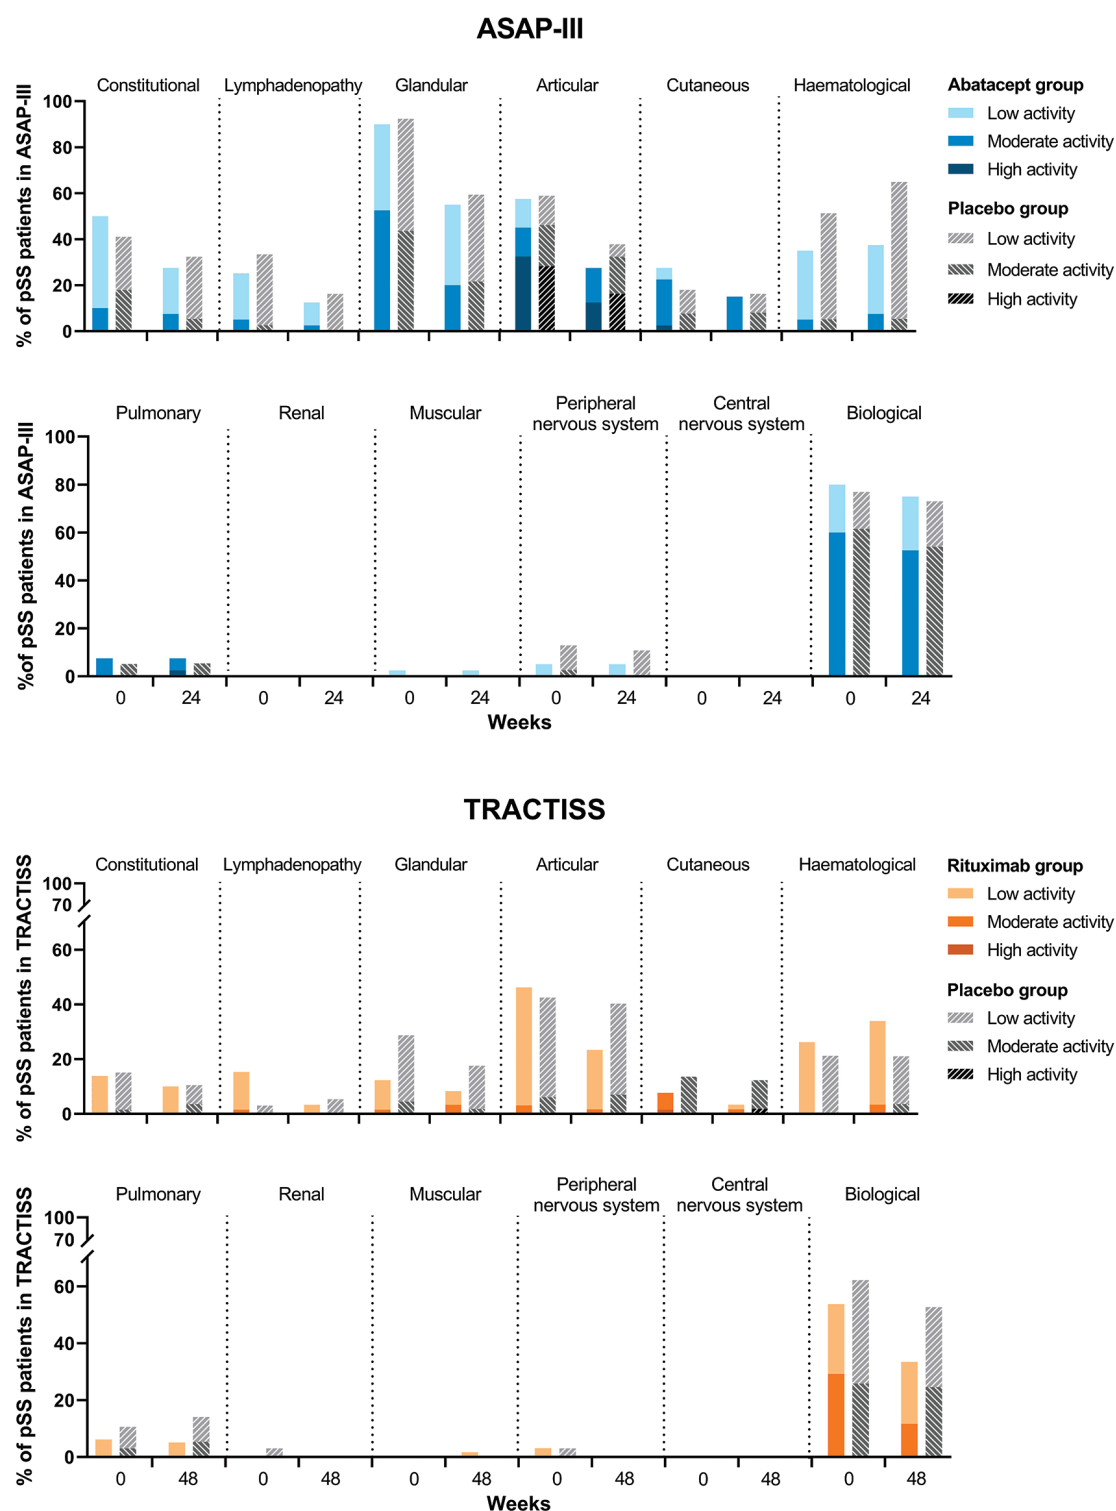 ASAP-III
Constitutional Lymphadenopathy Glandular Articular Cutaneous Haematological
% of pSS patients in ASAP-III
100
80
60
40
20
0
Abatacept group
Low activity
Moderate activity
High activity
Placebo group
Low activity
Moderate activity
High activity
Pulmonary Renal Muscular Peripheral nervous system Central nervous system Biological
%of pSS patients in ASAP-III
100
80
60
40
20
0
0 24 0 24 0 24 0 24 0 24 0 24
Weeks
TRACTISS
Constitutional Lymphadenopathy Glandular Articular Cutaneous Haematological
% of pSS patients in TRACTISS
100
70
60
40
20
0
Rituximab group
Low activity
Moderate activity
High activity
Placebo group
Low activity
Moderate activity
High activity
Pulmonary Renal Muscular Peripheral nervous system Central nervous system Biological
% of pSS patients in TRACTISS
100
70
60
40
20
0
0 48 0 48 0 48 0 48 0 48 0 48
Weeks